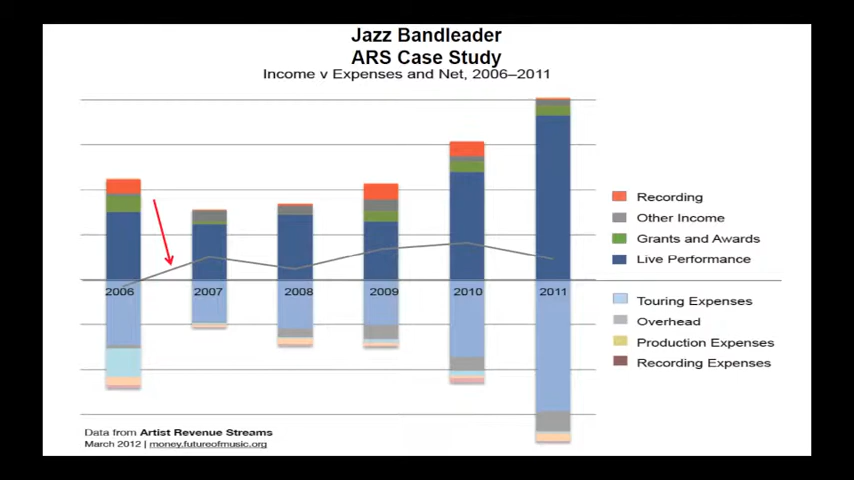 Jazz Bandleader
ARS Case Study
Income v Expenses and Net, 2006–2011
Recording
Other Income
Grants and Awards
Live Performance
2006 2007 2008 2009 2010 2011
Touring Expenses
Overhead
Production Expenses
Recording Expenses
Data from Artist Revenue Streams
March 2012 | money.futureofmusic.org